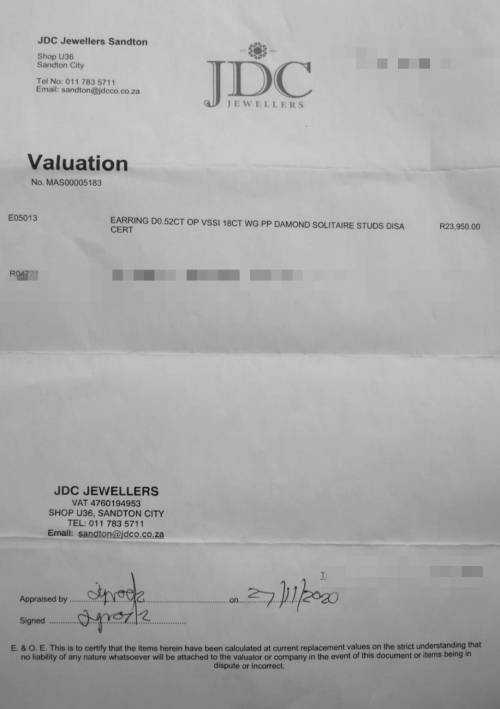 JDC Jewellers Sandton
Shop U36
Sandton City
Tel No: 011 783 5711
Email: sandton@jdcco.co.za
JDC
JEWELLERS
Valuation
No. MAS00005183
E05013 EARRING D0.52CT OP VSSI 18CT WG PP DAMOND SOLITAIRE STUDS DISA R23,950.00
CERT
JDC JEWELLERS
VAT 4760194953
SHOP U36, SANDTON CITY
TEL: 011 783 5711
Email: sandton@jdco.co.za
Appraised by on 27/11/2020
Signed
E. & O. E. This is to certify that the items herein have been calculated at current replacement values on the strict understanding that
no liability of any nature whatsoever will be attached to the valuator or company in the event of this document or items being in
dispute or incorrect.